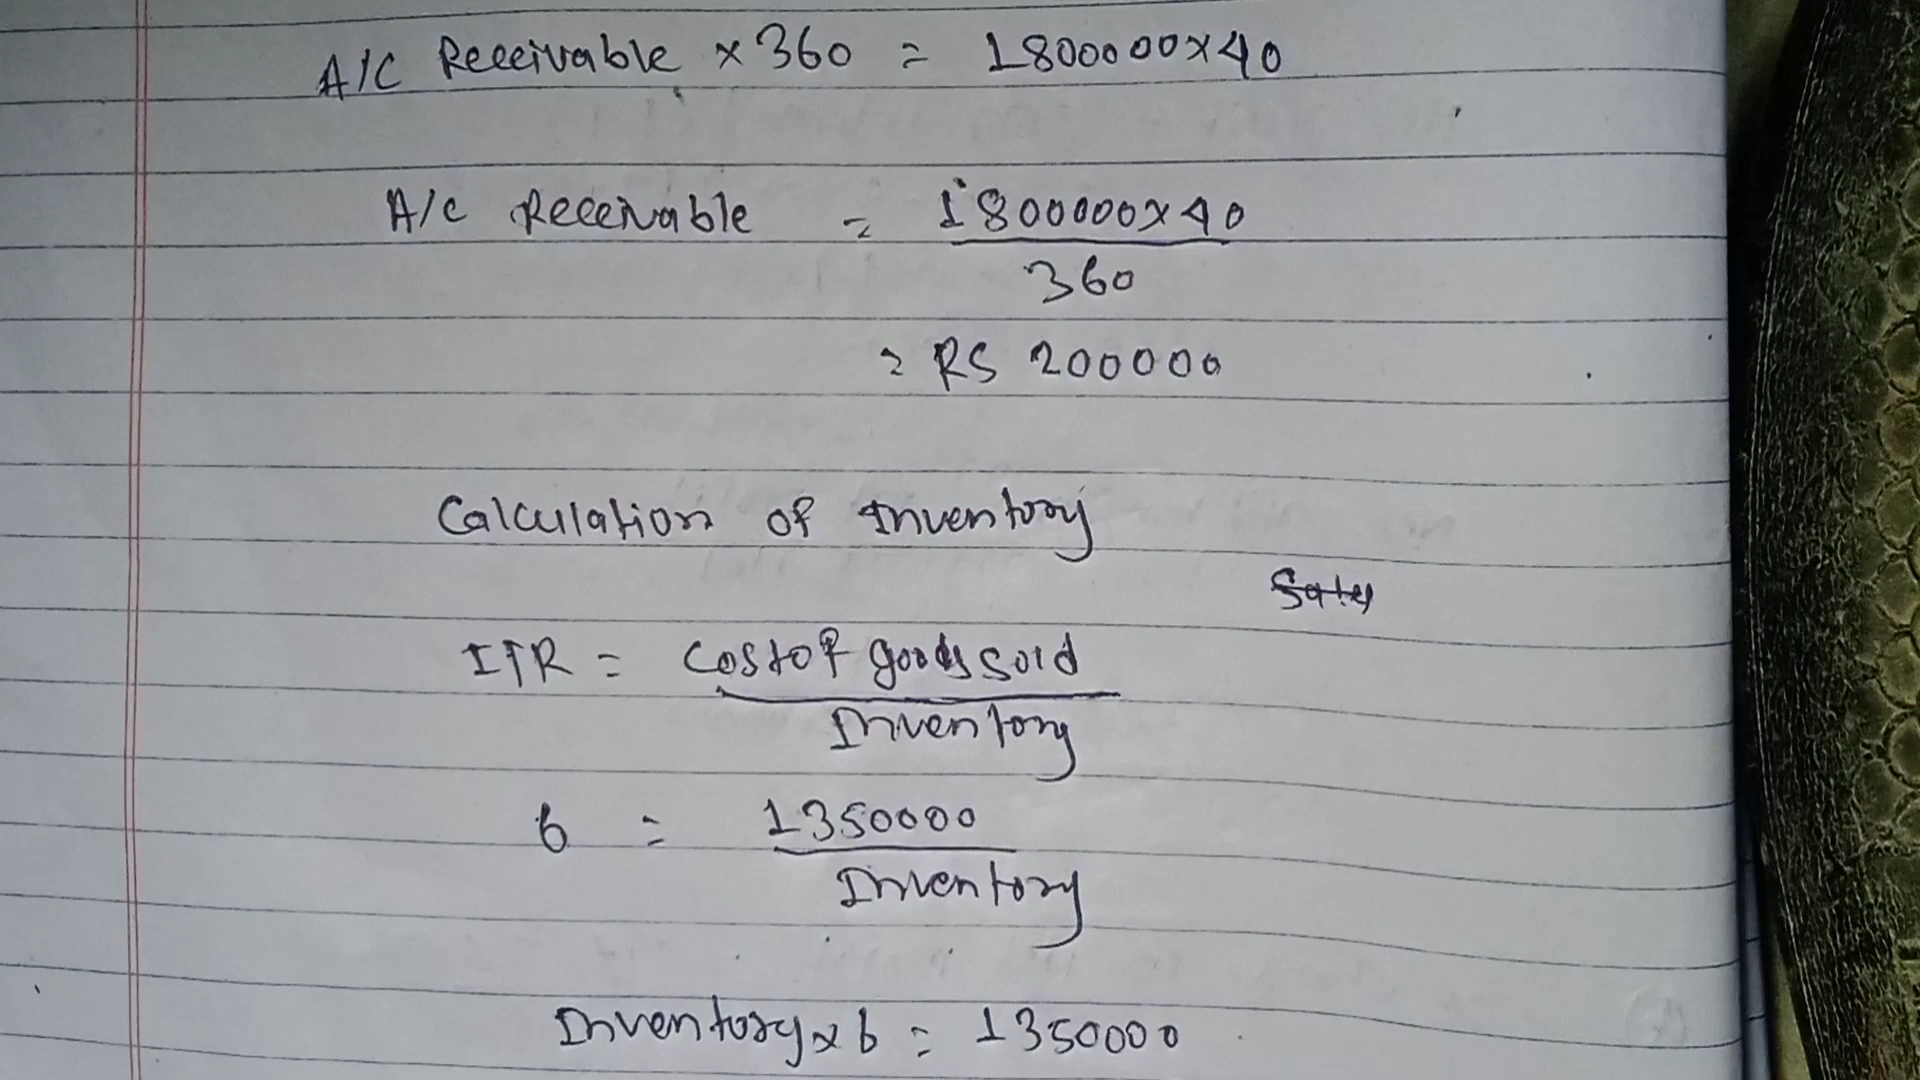 A/C Receivable × 360 = 1800000×40
A/C Receivable = 1800000×40
360
= RS 200000
Calculation of Inventory
Sales
ITR = Cost of goods sold
Inventory
6 = 1350000
Inventory
Inventory × 6 = 1350000